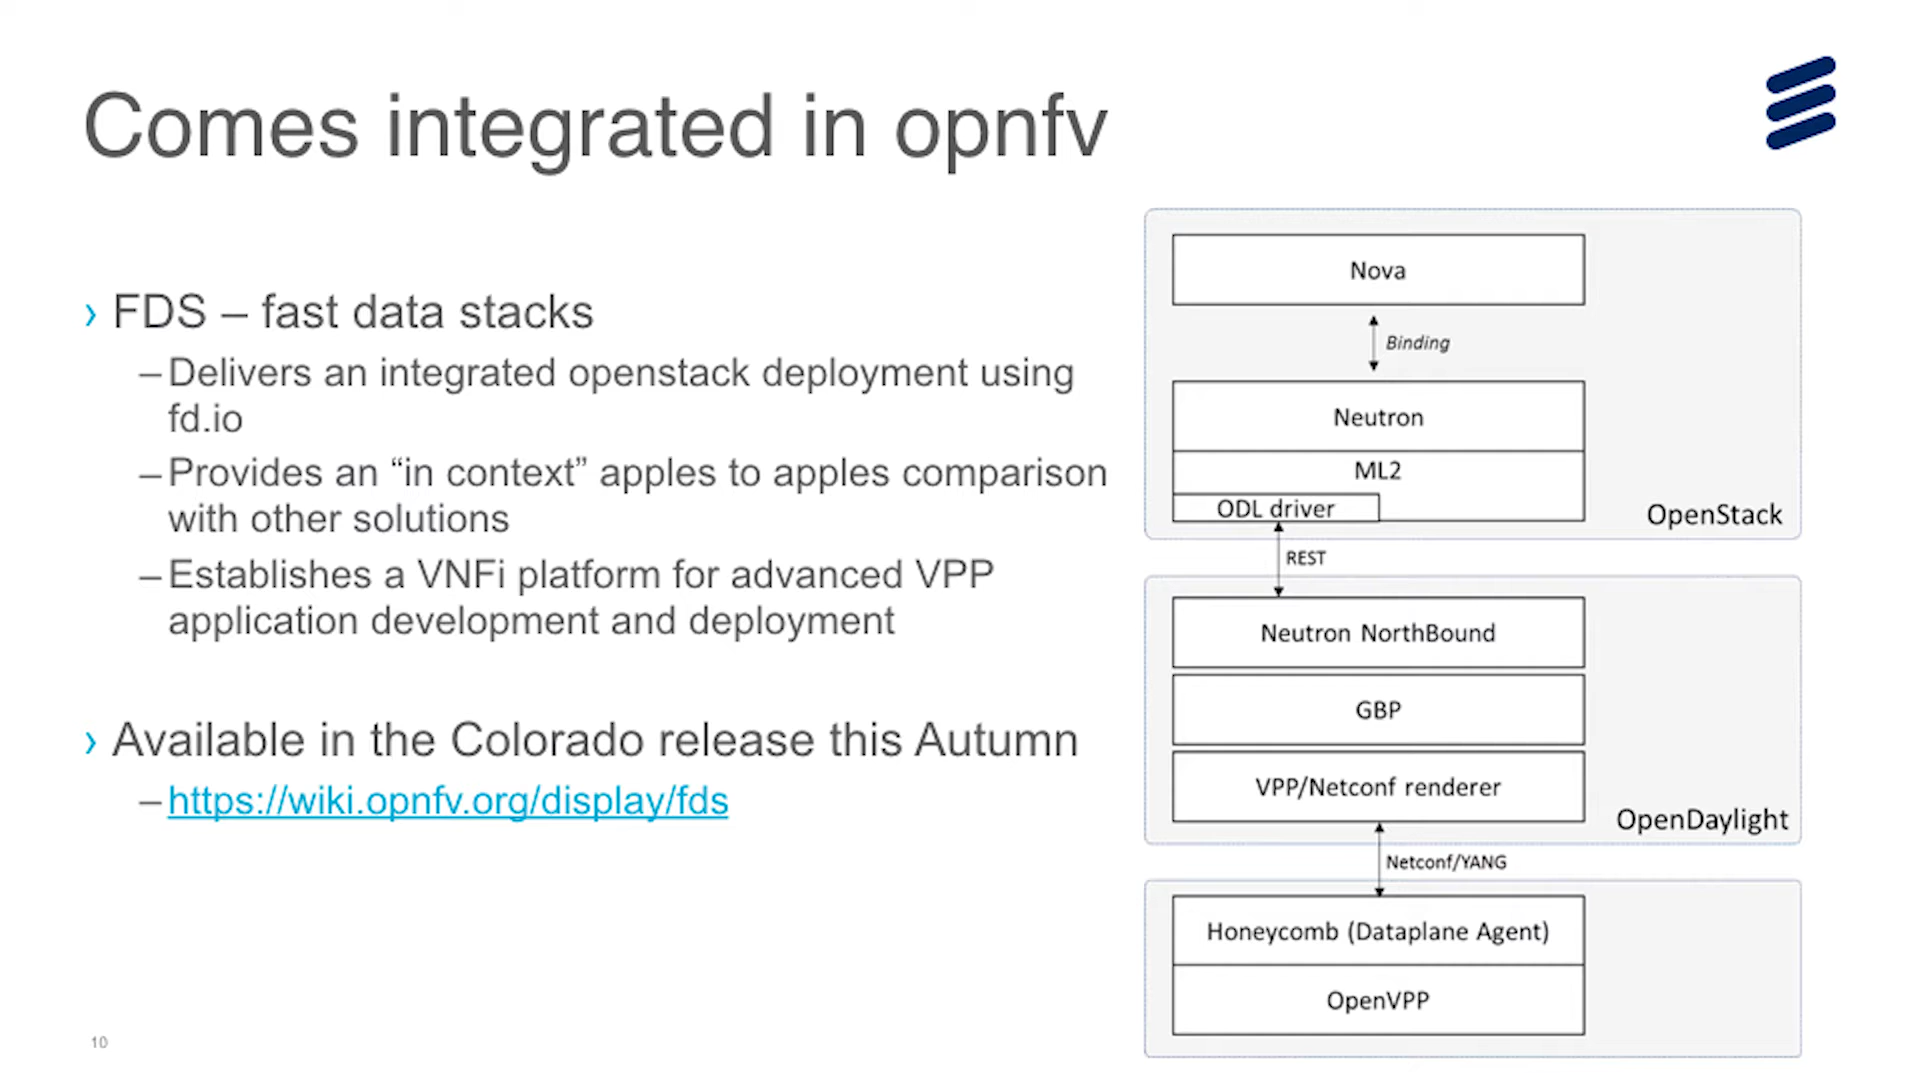 Comes integrated in opnfv
› FDS – fast data stacks
– Delivers an integrated openstack deployment using
fd.io
– Provides an “in context” apples to apples comparison
with other solutions
– Establishes a VNFi platform for advanced VPP
application development and deployment
› Available in the Colorado release this Autumn
– https://wiki.opnfv.org/display/fds
10
Nova
Binding
Neutron
ML2
ODL driver
OpenStack
REST
Neutron NorthBound
GBP
VPP/Netconf renderer
OpenDaylight
Netconf/YANG
Honeycomb (Dataplane Agent)
OpenVPP